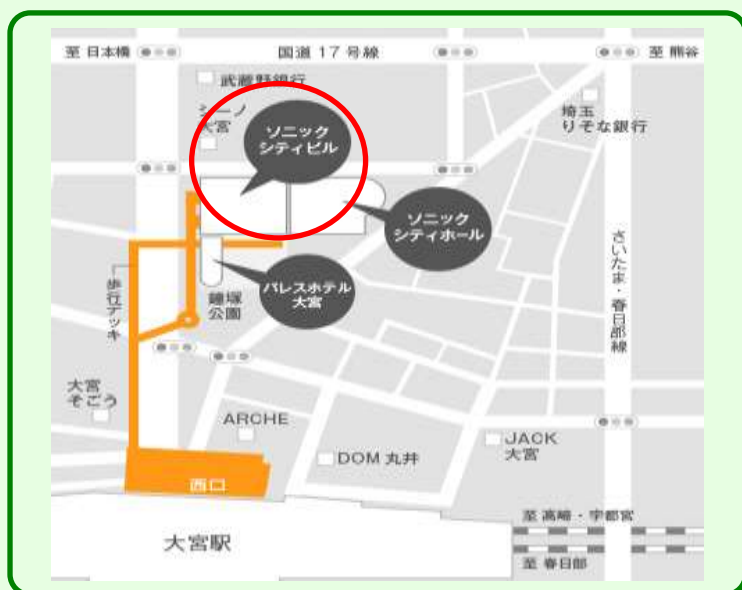 至 日本橋
国道 17 号線
至 熊谷
武蔵野銀行
シーノ
大宮
ソニック
シティビル
埼玉
りそな銀行
ソニック
シティホール
さいたま・春日部線
パレスホテル
大宮
鐘塚
公園
歩行デッキ
大宮
そごう
ARCHE
DOM 丸井
JACK
大宮
西口
大宮駅
至 高崎・宇都宮
至 春日部